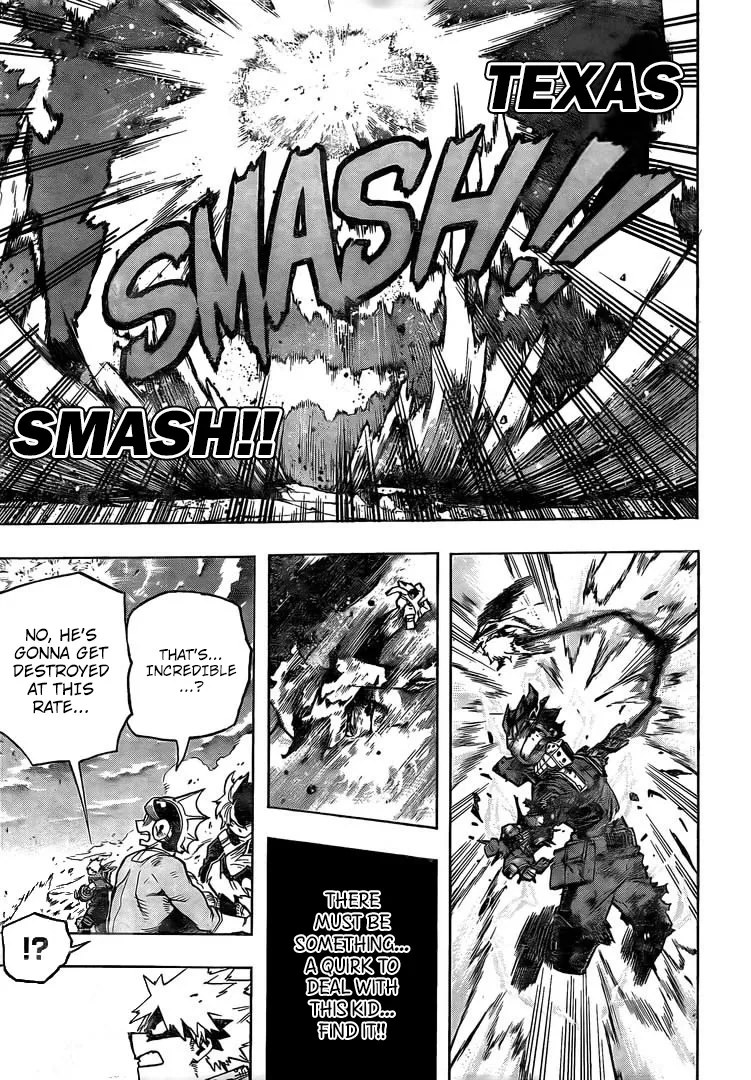 TEXAS
SMASH!!
SMASH!!
THAT'S...
INCREDIBLE
...?
NO, HE'S
GONNA GET
DESTROYED
AT THIS
RATE...
THERE
MUST BE
SOMETHING...
A QUIRK TO
DEAL WITH
THIS KID...
FIND IT!!
!?